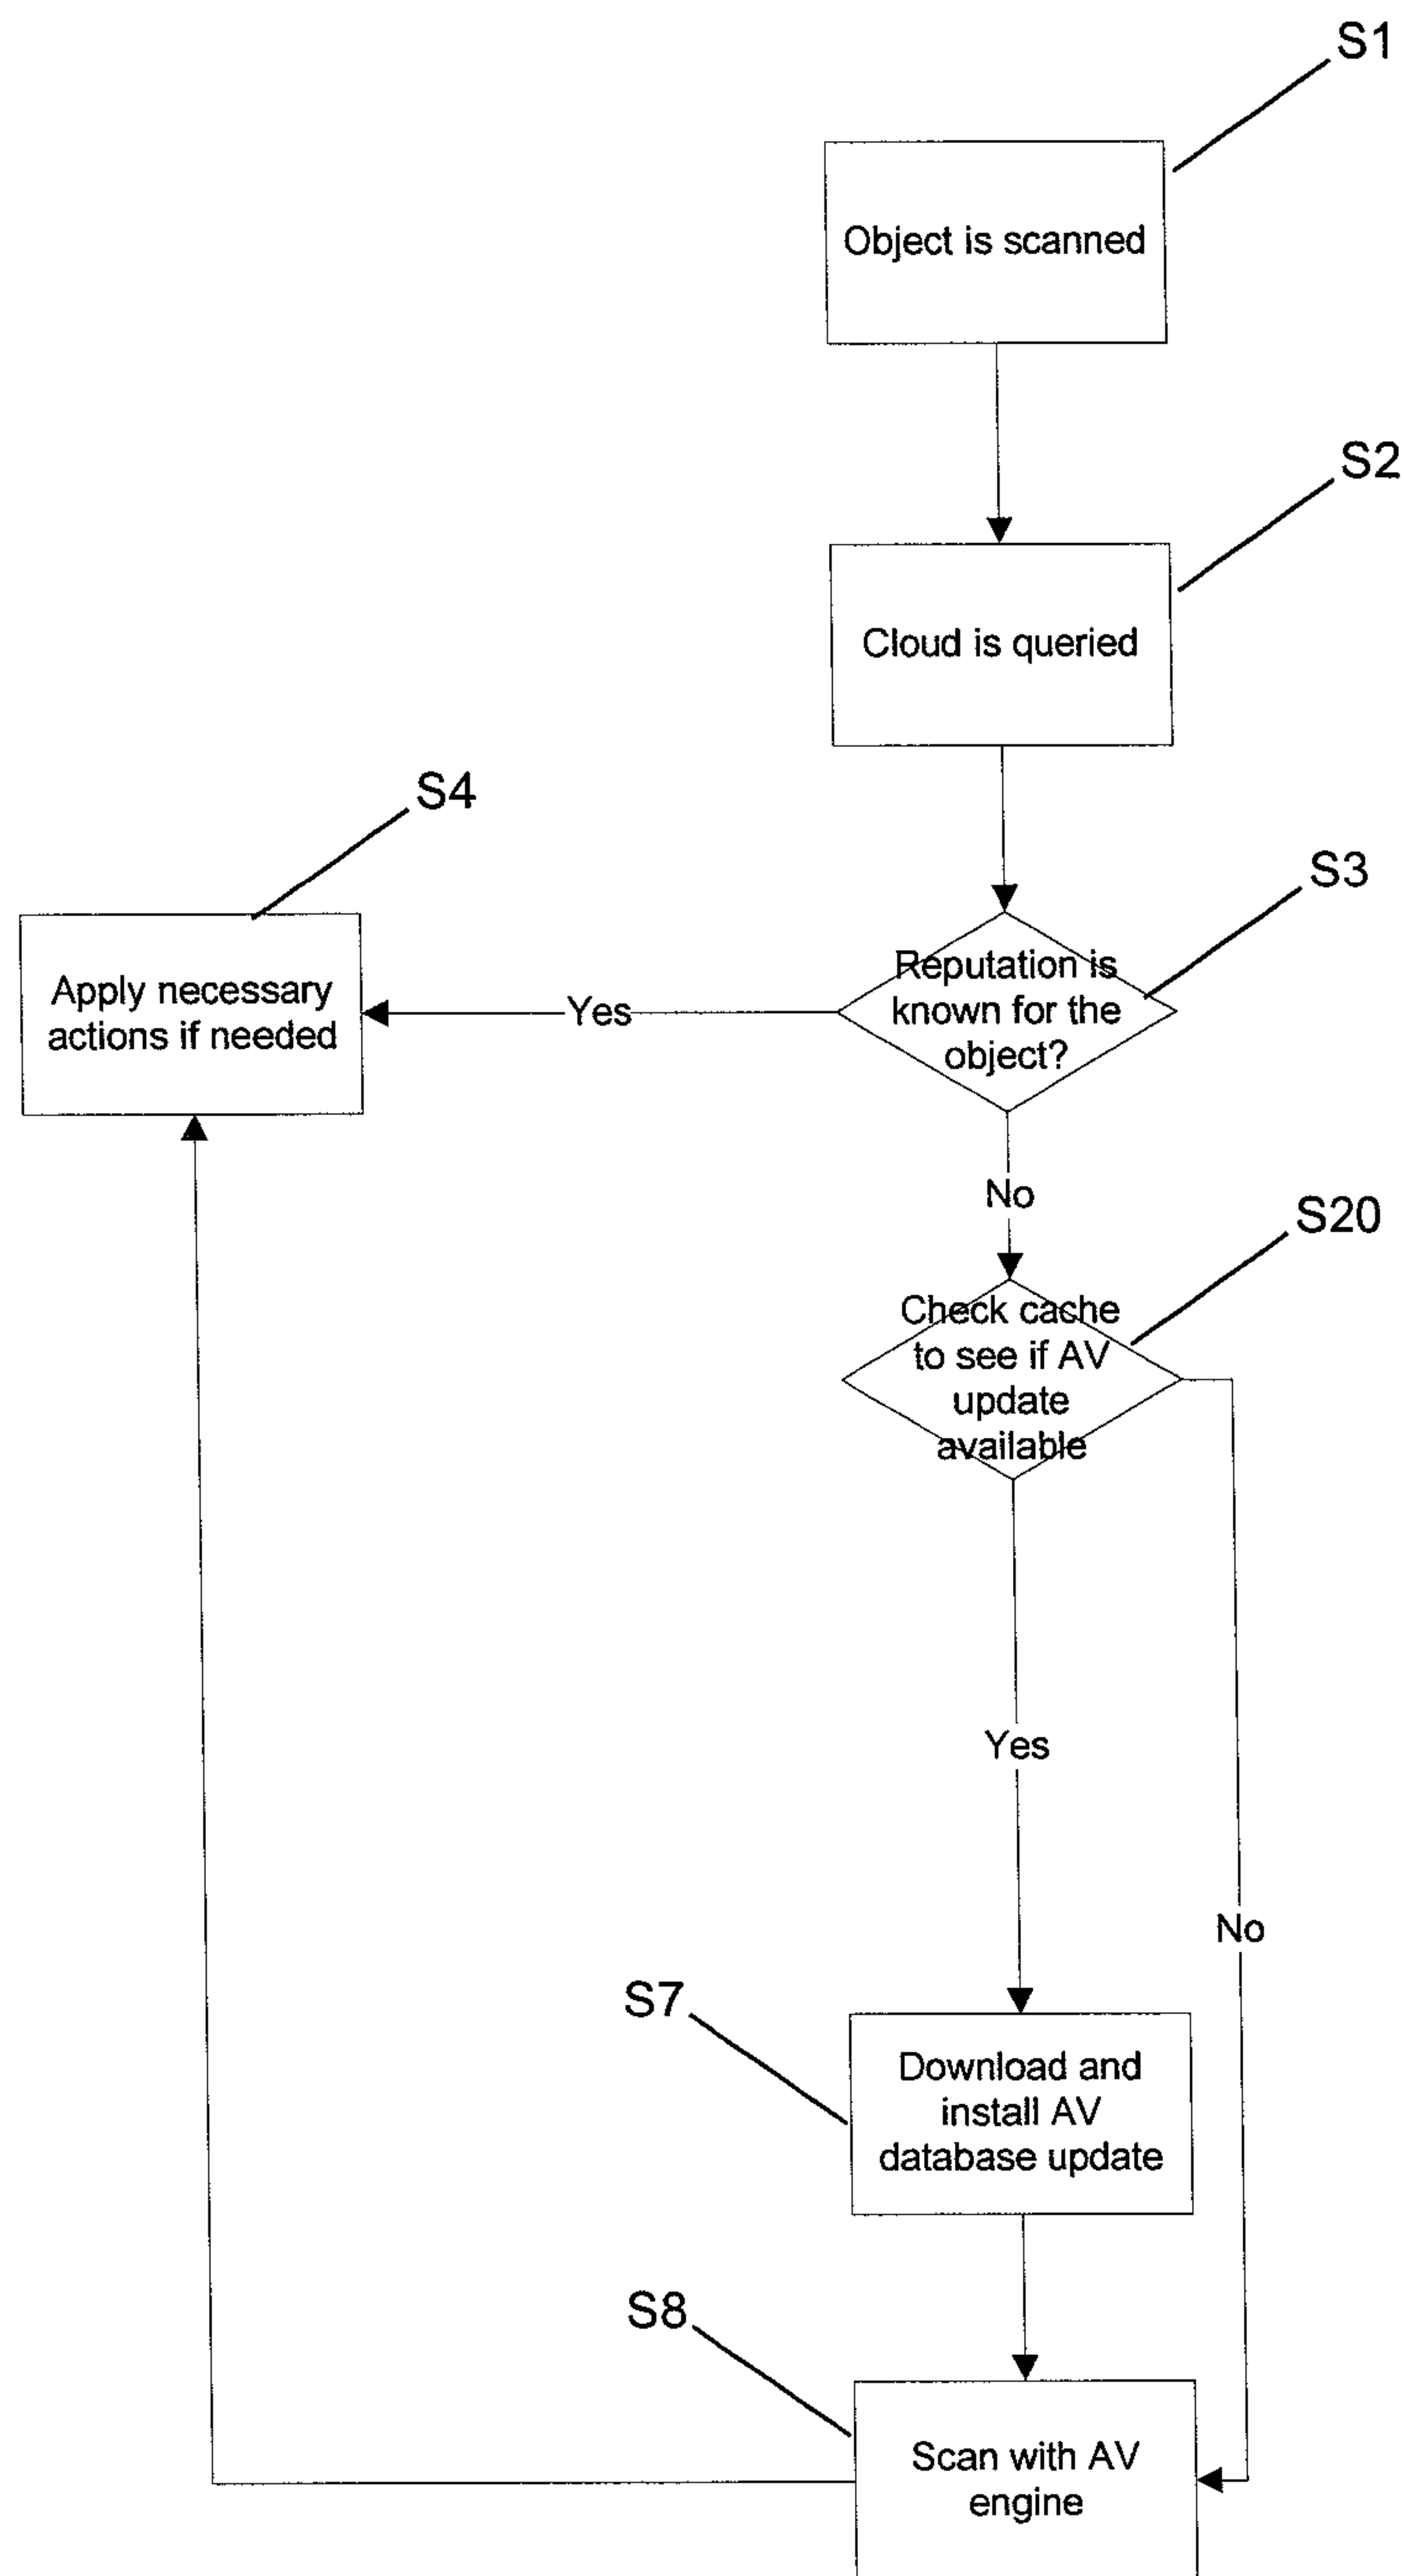 S1
Object is scanned
S2
Cloud is queried
S4
S3
Apply necessary
actions if needed
Yes
Reputation is
known for the
object?
No
S20
Check cache
to see if AV
update
available
Yes
No
S7
Download and
install AV
database update
S8
Scan with AV
engine